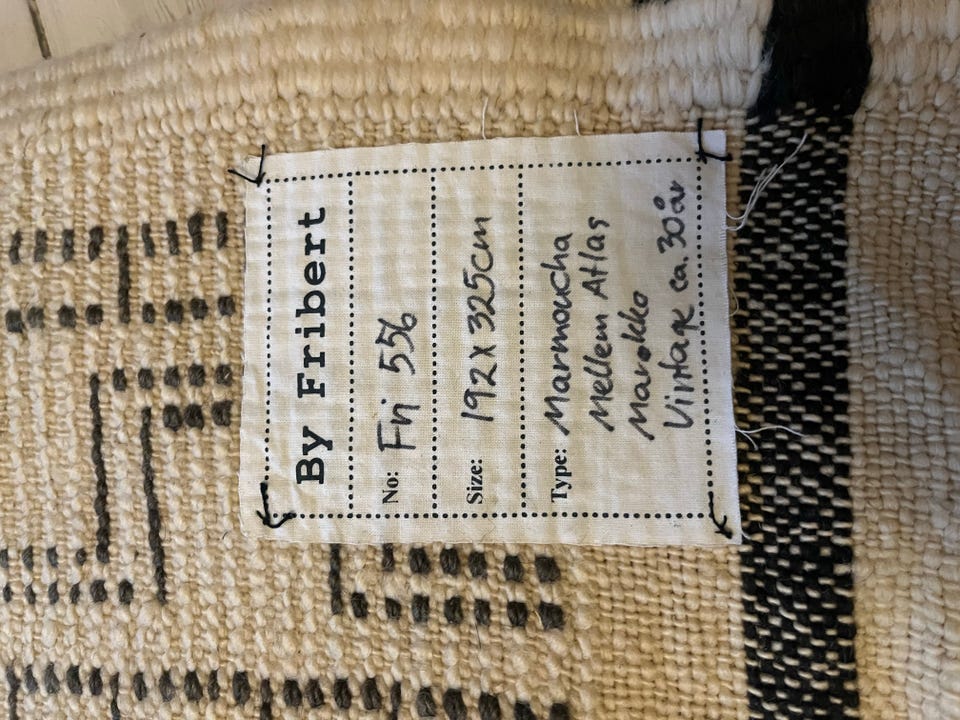 By Fribert
No: Fri 556
Size: 192 x 325cm
Type: Marmoucha
Mellem Atlas
Marokko
Vintage ca. 30 år